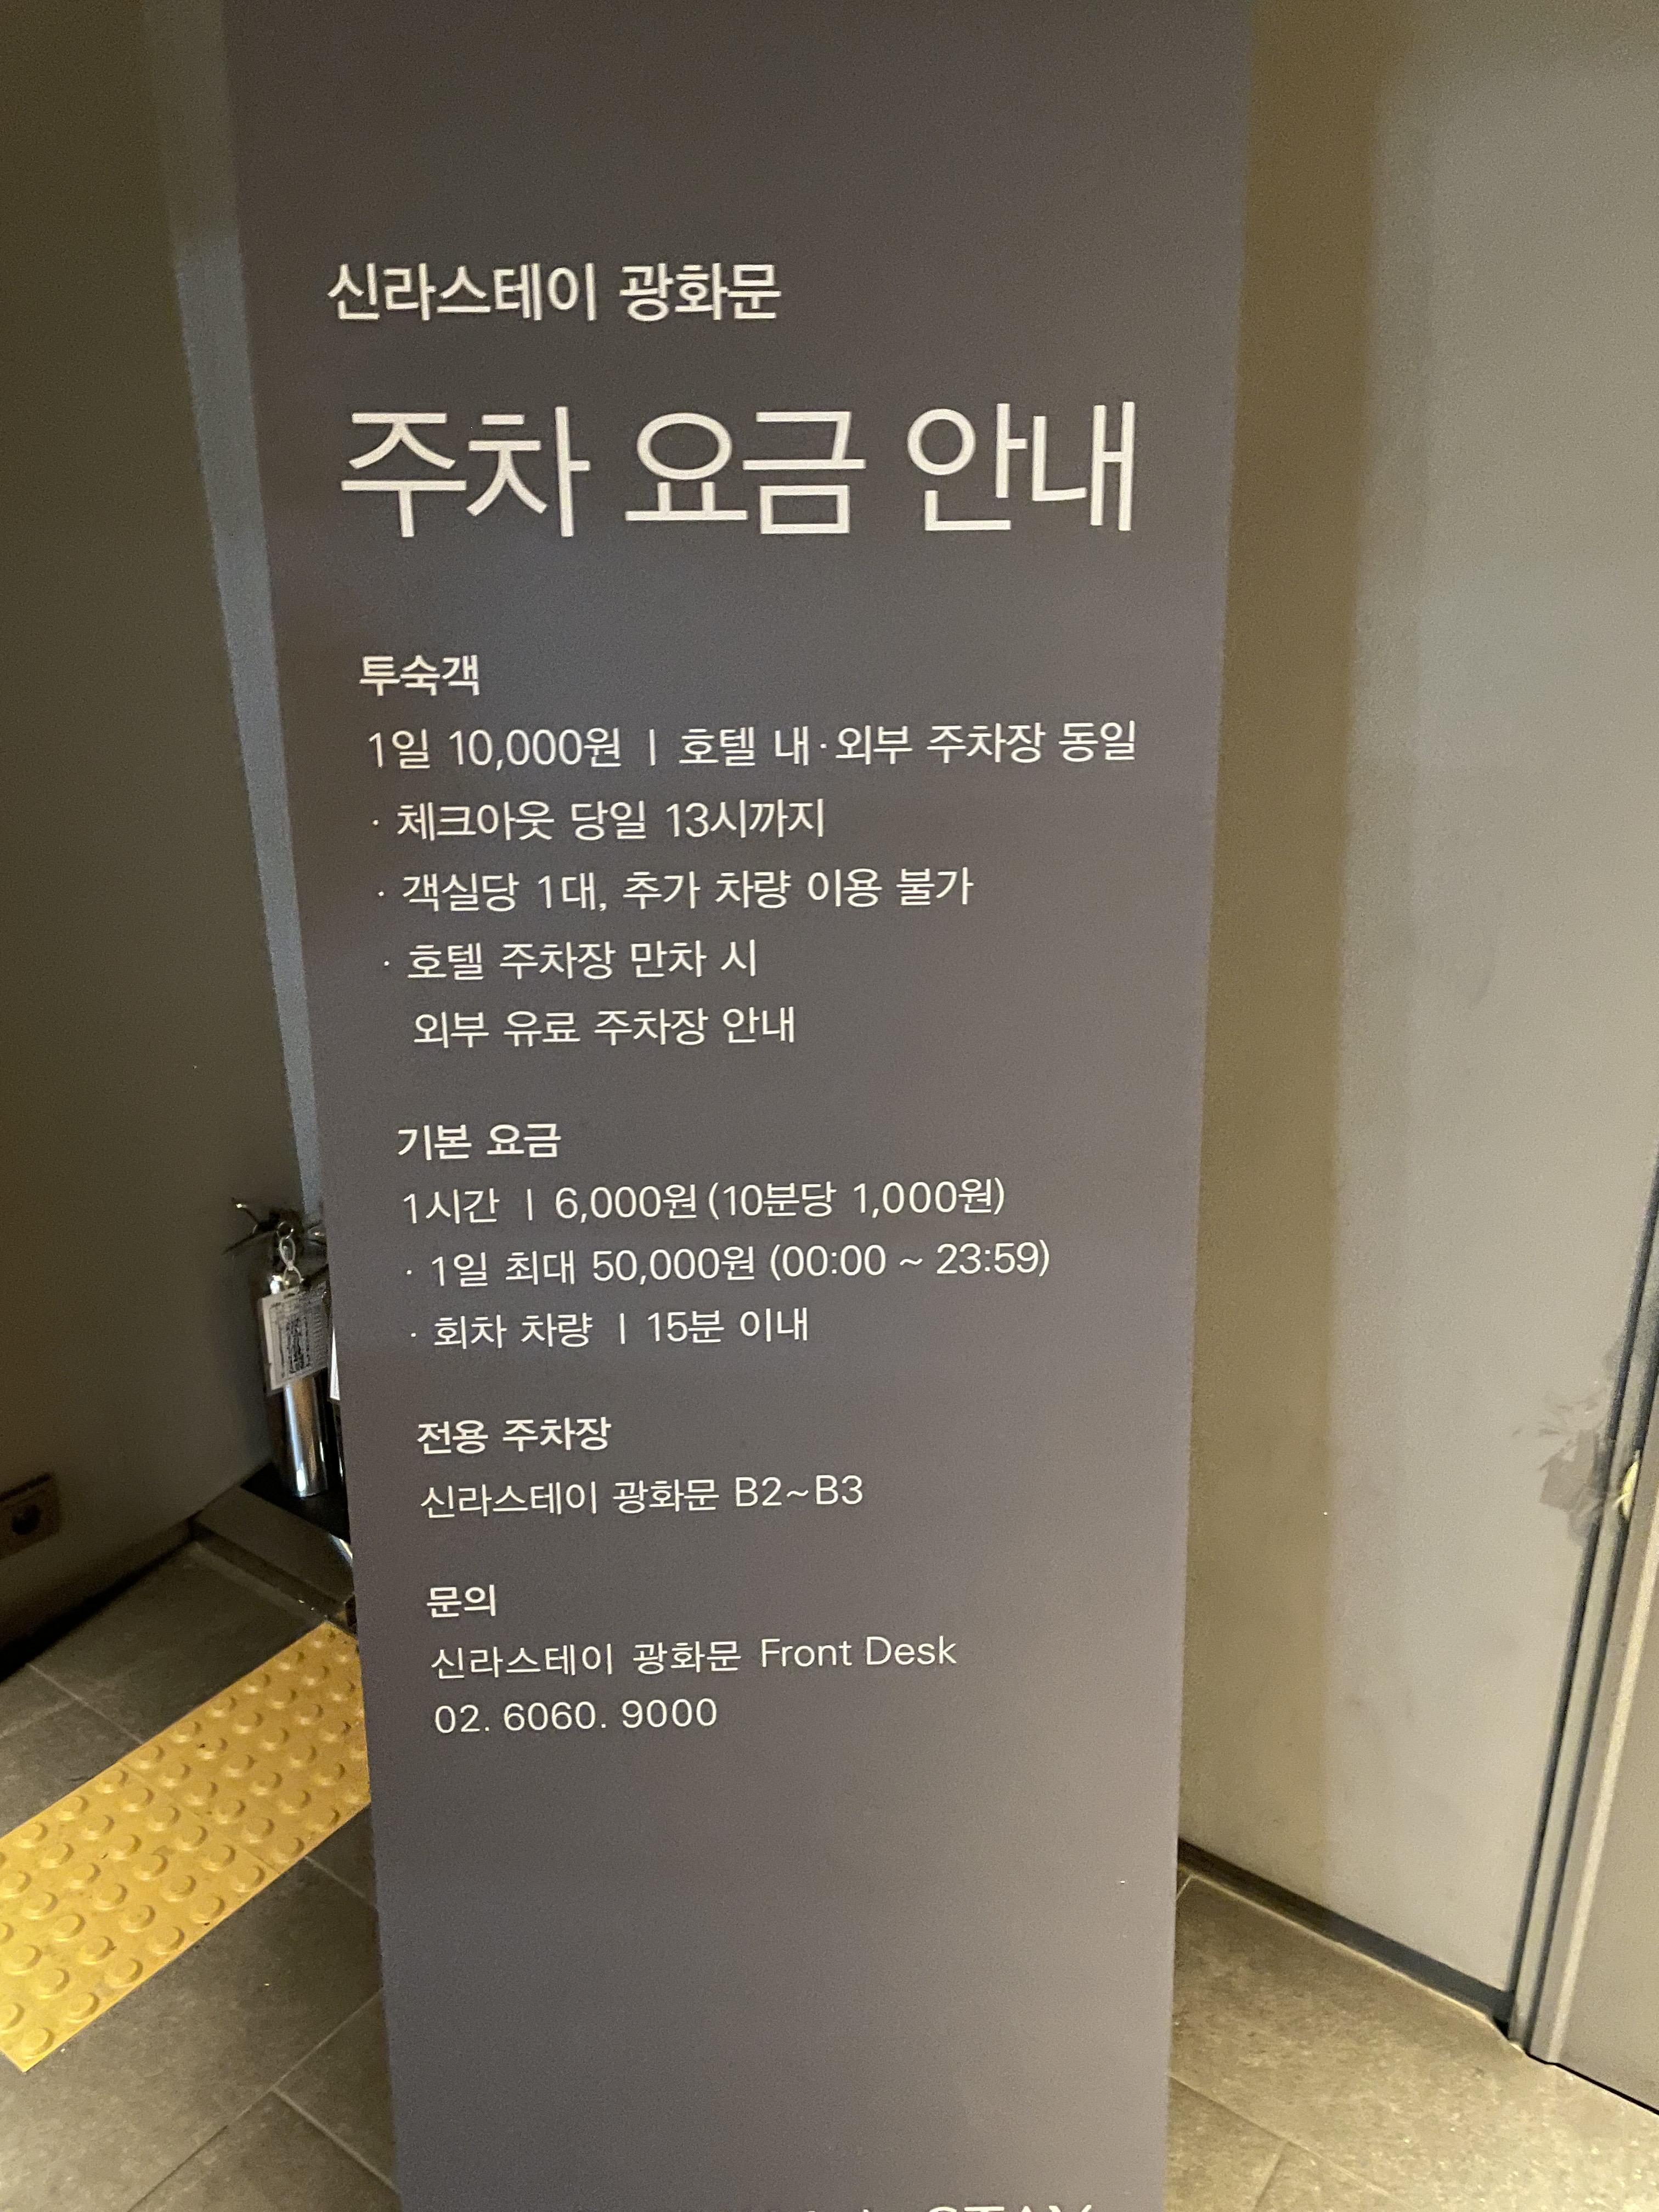 신라스테이 광화문
주차 요금 안내
투숙객
1일 10,000원 | 호텔 내·외부 주차장 동일
· 체크아웃 당일 13시까지
· 객실당 1대, 추가 차량 이용 불가
· 호텔 주차장 만차 시
외부 유료 주차장 안내
기본 요금
1시간 | 6,000원 (10분당 1,000원)
· 1일 최대 50,000원 (00:00 ~ 23:59)
· 회차 차량 | 15분 이내
전용 주차장
신라스테이 광화문 B2~B3
문의
신라스테이 광화문 Front Desk
02. 6060. 9000
STAY